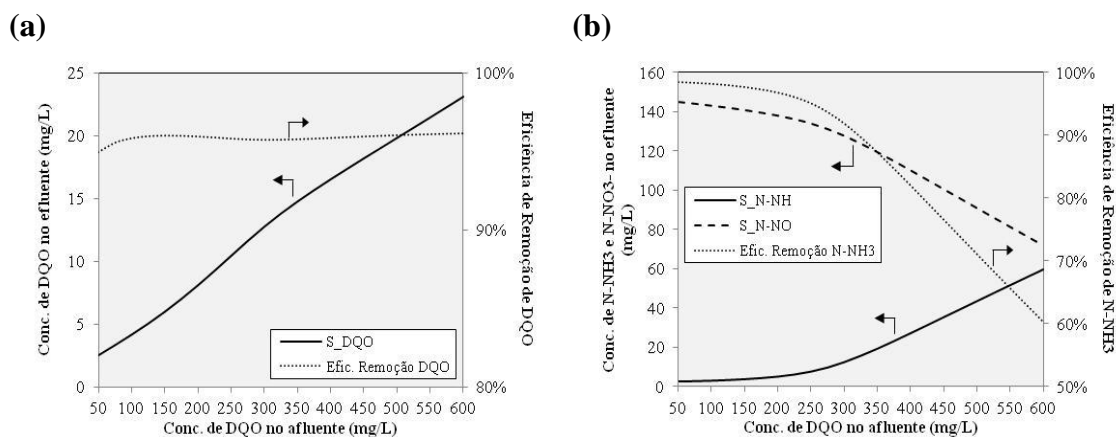 (a)
Conc. de DQO no efluente (mg/L)
25
20
15
10
5
0
100%
90%
80%
Eficiência de Remoção de DQO
S_DQO
Efic. Remoção DQO
50 100 150 200 250 300 350 400 450 500 550 600
Conc. de DQO no afluente (mg/L)
(b)
Conc. de N-NH3 e N-NO3- no efluente (mg/L)
160
140
120
100
80
60
40
20
0
100%
90%
80%
70%
60%
50%
Eficiência de Remoção de N-NH3
S_N-NH
S_N-NO
Efic. Remoção N-NH3
50 100 150 200 250 300 350 400 450 500 550 600
Conc. de DQO no afluente (mg/L)